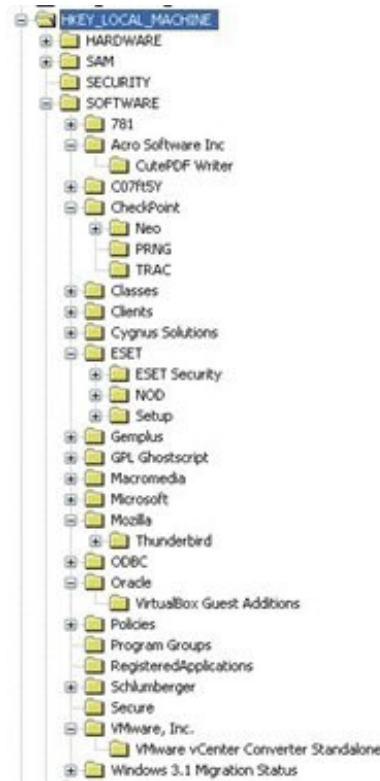 HKEY_LOCAL_MACHINE
HARDWARE
SAM
SECURITY
SOFTWARE
781
Acro Software Inc
CutePDF Writer
C07ft5Y
CheckPoint
Neo
PRNG
TRAC
Classes
Clients
Cygnus Solutions
ESET
ESET Security
NOD
Setup
Gemplus
GPL Ghostscript
Macromedia
Microsoft
Mozilla
Thunderbird
ODBC
Oracle
VirtualBox Guest Additions
Policies
Program Groups
RegisteredApplications
Schlumberger
Secure
VMware, Inc.
VMware vCenter Converter Standalone
Windows 3.1 Migration Status